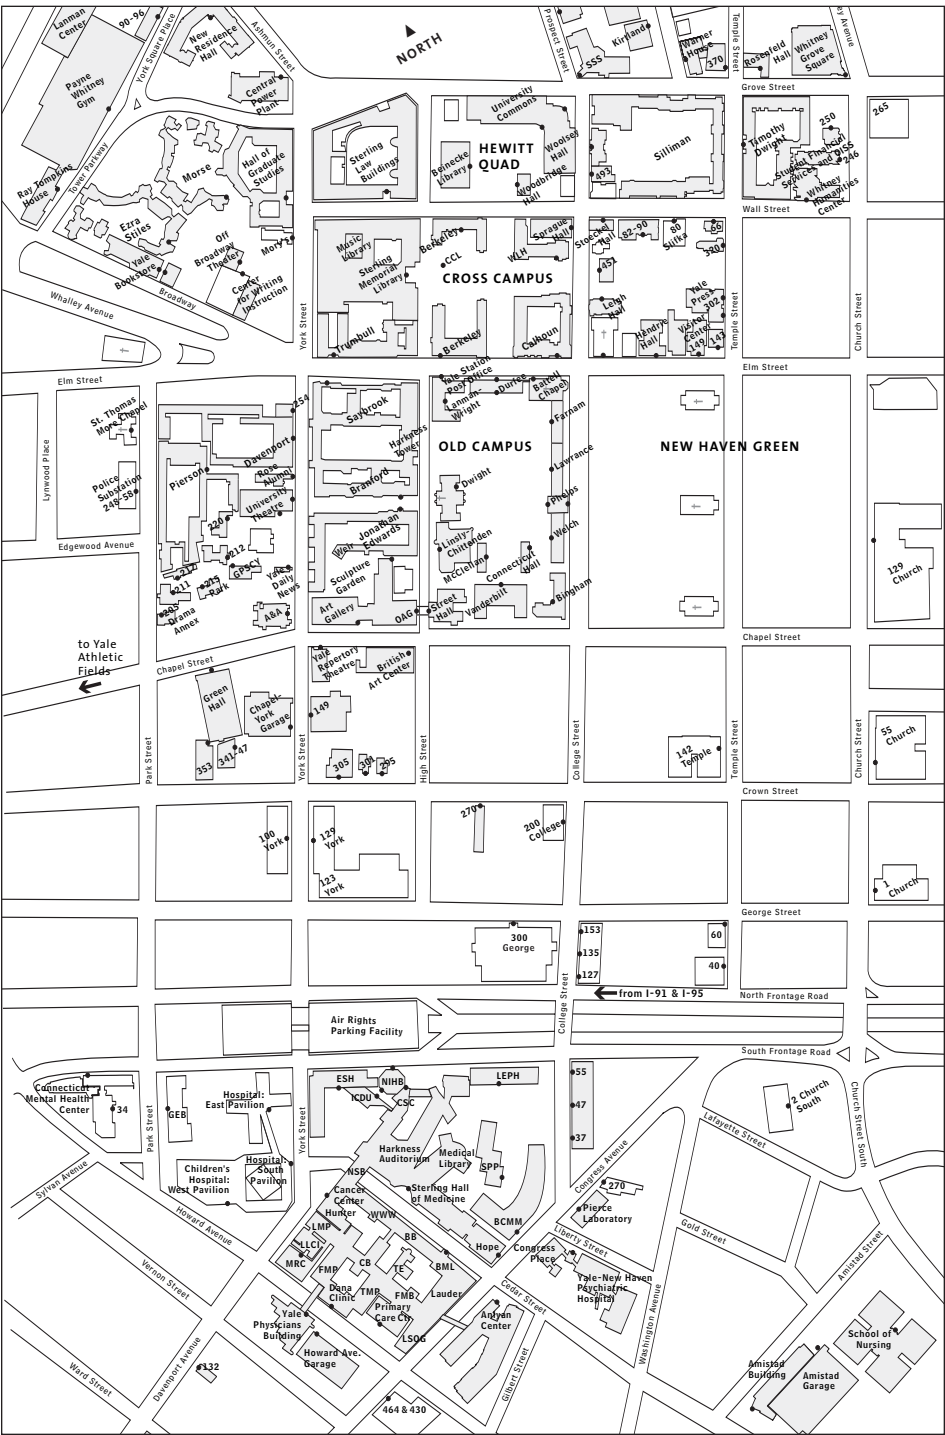 Lanman
Center
90-96
York Square Place
New
Residence
Hall
Ashmun Street
NORTH
Prospect Street
Kirtland
SSS
Warner
House
370
Temple Street
Rosenfeld
Hall
Whitney
Grove
Square
ey Avenue
Payne
Whitney
Gym
Central
Power
Plant
Grove Street
University
Commons
265
Ray Tompkins
House
Tower Parkway
Morse
Hall of
Graduate
Studies
Sterling
Law
Buildings
Beinecke
Library
HEWITT
QUAD
Woolsey
Hall
Woodbridge
Hall
Silliman
493
Timothy
Dwight
250
Student Financial
Services and OISS
246
Whitney
Humanities
Center
Wall Street
Ezra
Stiles
Off
Broadway
Theater
Mory's
Yale
Bookstore
Broadway
Center
for Writing
Instruction
Whalley Avenue
York Street
Music
Library
Sterling
Memorial
Library
Berkeley
CCL
WLH
Sprague
Hall
CROSS CAMPUS
Stoeckel
Hall
82-90
80
Slifka
66
320
451
Leigh
Hall
Hendrie
Hall
Yale
Press
302
Visitor
Center
149
143
Temple Street
Church Street
Trumbull
Berkeley
Calhoun
Elm Street
Elm Street
Yale Station
Post Office
Lanman-
Wright
Durfee
Battell
Chapel
St. Thomas
More Chapel
254
Saybrook
Farnam
Harkness
Tower
OLD CAMPUS
NEW HAVEN GREEN
Lynwood Place
Police
Substation
248-58
Pierson
Davenport
Rose
Alumni
University
Theatre
Branford
Dwight
Lawrance
Phelps
220
Jonathan
Edwards
Weir
Linsly-
Chittenden
Welch
Edgewood Avenue
212
217
211
215
Park
GPSCY
Yale
Daily
News
Sculpture
Garden
McClellan
Connecticut
Hall
129
Church
205
Drama
Annex
A&A
Art
Gallery
OAG
Street
Hall
Vanderbilt
Bingham
Chapel Street
to Yale
Athletic
Fields
Chapel Street
Yale
Repertory
Theatre
British
Art Center
Green
Hall
Chapel-
York
Garage
149
Park Street
353
341-47
York Street
305
301
295
High Street
College Street
142
Temple
Temple Street
Church Street
55
Church
Crown Street
100
York
129
York
123
York
270
200
College
1
Church
George Street
300
George
153
135
127
60
40
College Street
from I-91 & I-95
North Frontage Road
Air Rights
Parking Facility
South Frontage Road
Connecticut
Mental Health
Center
34
Park Street
GEB
Hospital:
East Pavilion
York Street
ESH
ICDU
NIHB
CSC
LEPH
55
47
37
2 Church
South
Lafayette Street
Church Street South
Children's
Hospital:
West Pavilion
Hospital:
South
Pavilion
Harkness
Auditorium
Medical
Library
SPP
Congress Avenue
Sylvan Avenue
NSB
Cancer
Center
Hunter
Sterling Hall
of Medicine
270
Pierce
Laboratory
Howard Avenue
LMP
WWW
BCMM
Gold Street
LLCI
MRC
BB
Hope
Congress
Place
Liberty Street
Amistad Street
Vernon Street
FMP
CB
TE
BML
Yale-New Haven
Psychiatric
Hospital
Dana
Clinic
TMP
FMB
Lauder
Cedar Street
Yale
Physicians
Building
Primary
Care Ctr.
LSOG
Anlyan
Center
Washington Avenue
School of
Nursing
Howard Ave.
Garage
Davenport Avenue
132
Ward Street
Gilbert Street
Amistad
Building
Amistad
Garage
464 & 430